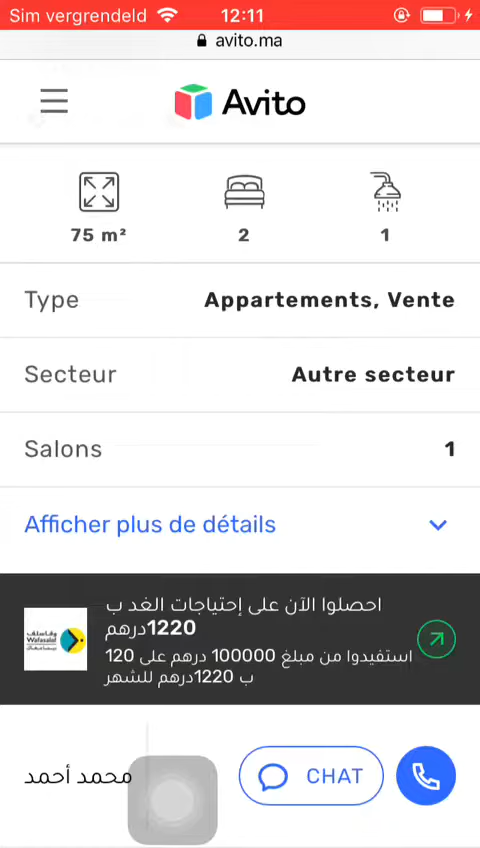 Sim vergrendeld 12:11
avito.ma
Avito
75 m² 2 1
Type Appartements, Vente
Secteur Autre secteur
Salons 1
Afficher plus de détails
احصلوا الآن على إحتياجات الغد ب
1220درهم
استفيدوا من مبلغ 100000 درهم على 120
ب 1220درهم للشهر
وفاسلف
Wafasalaf
محمد أحمد CHAT